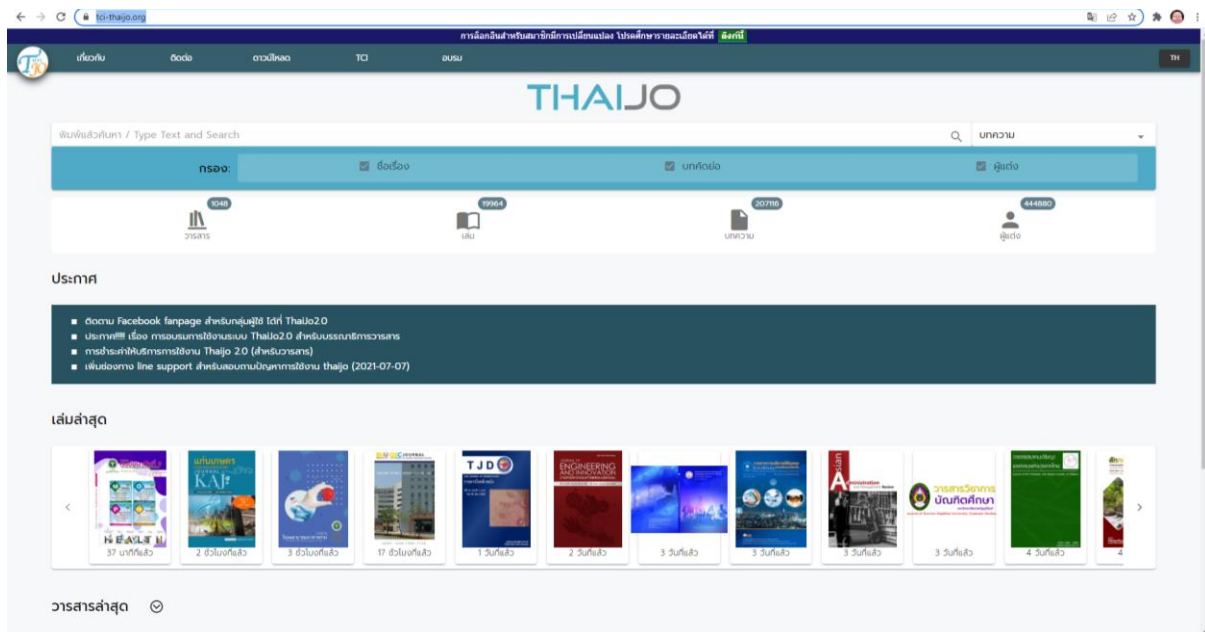 tci-thaijo.org
การล็อกอินสำหรับสมาชิกมีการเปลี่ยนแปลง โปรดศึกษารายละเอียดได้ที่ ลิงก์นี้
เกี่ยวกับ ติดต่อ ดาวน์โหลด TCI อบรม TH
THAIJO
พิมพ์แล้วค้นหา / Type Text and Search บทความ
กรอง: ชื่อเรื่อง บทคัดย่อ ผู้แต่ง
1048 19964 207116 444880
วารสาร เล่ม บทความ ผู้แต่ง
ประกาศ
ติดตาม Facebook fanpage สำหรับกลุ่มผู้ใช้ ได้ที่ ThaiJo2.0
ประกาศ!!!!! เรื่อง การอบรมการใช้งานระบบ ThaiJo2.0 สำหรับบรรณาธิการวารสาร
การชำระค่าให้บริการการใช้งาน Thaijo 2.0 (สำหรับวารสาร)
เพิ่มช่องทาง line support สำหรับสอบถามปัญหาการใช้งาน thaijo (2021-07-07)
เล่มล่าสุด
แก่นเกษตร
KAJ
JOURNAL
TJD
JOURNAL OF
ENGINEERING
AND INNOVATION
Asian
Administration
วารสารวิชาการ
บัณฑิตศึกษา
37 นาทีที่แล้ว 2 ชั่วโมงที่แล้ว 3 ชั่วโมงที่แล้ว 17 ชั่วโมงที่แล้ว 1 วันที่แล้ว 2 วันที่แล้ว 3 วันที่แล้ว 3 วันที่แล้ว 3 วันที่แล้ว 3 วันที่แล้ว 4 วันที่แล้ว 4
วารสารล่าสุด